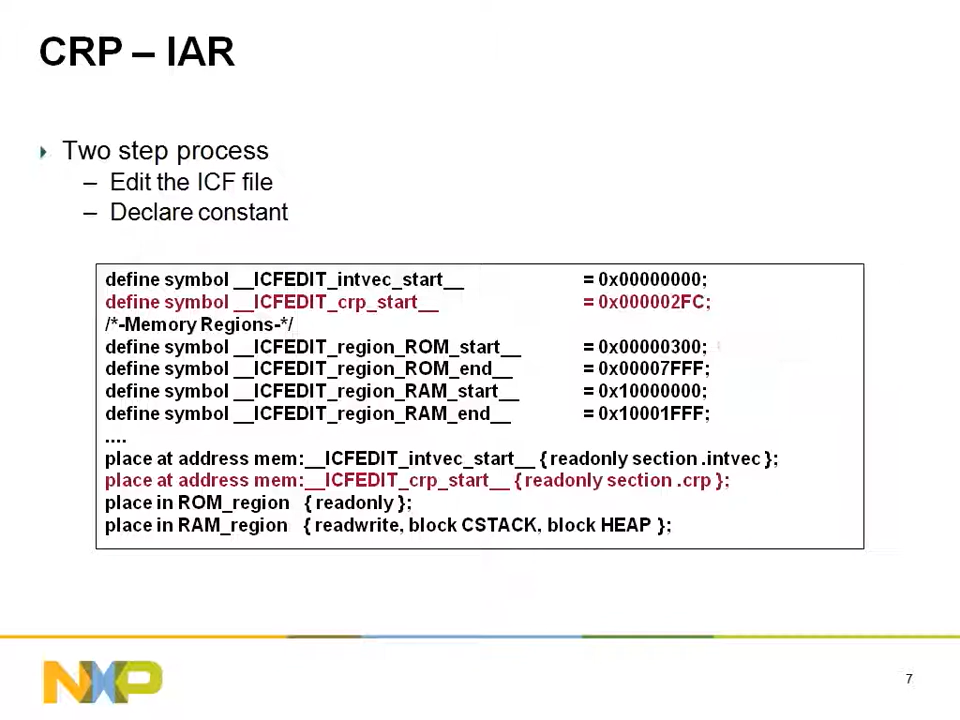 CRP – IAR
Two step process
– Edit the ICF file
– Declare constant
define symbol __ICFEDIT_intvec_start__ = 0x00000000;
define symbol __ICFEDIT_crp_start__ = 0x000002FC;
/*-Memory Regions-*/
define symbol __ICFEDIT_region_ROM_start__ = 0x00000300;
define symbol __ICFEDIT_region_ROM_end__ = 0x00007FFF;
define symbol __ICFEDIT_region_RAM_start__ = 0x10000000;
define symbol __ICFEDIT_region_RAM_end__ = 0x10001FFF;
....
place at address mem:__ICFEDIT_intvec_start__ { readonly section .intvec };
place at address mem:__ICFEDIT_crp_start__ { readonly section .crp };
place in ROM_region { readonly };
place in RAM_region { readwrite, block CSTACK, block HEAP };
NXP
7